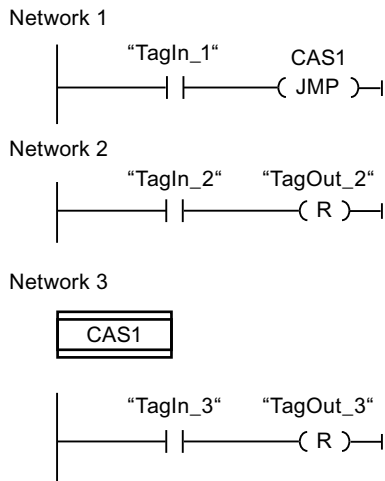 Network 1
“TagIn_1“ CAS1
JMP
Network 2
“TagIn_2“ “TagOut_2“
R
Network 3
CAS1
“TagIn_3“ “TagOut_3“
R